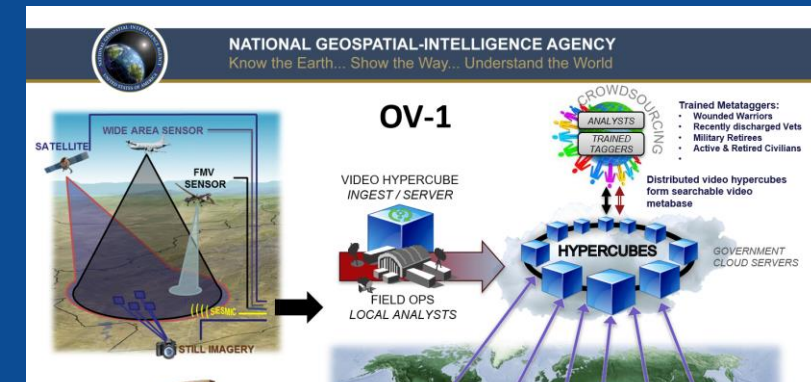 NATIONAL GEOSPATIAL-INTELLIGENCE AGENCY
Know the Earth... Show the Way... Understand the World
OV-1
SATELLITE
WIDE AREA SENSOR
FMV
SENSOR
SESMIC
STILL IMAGERY
VIDEO HYPERCUBE
INGEST / SERVER
FIELD OPS
LOCAL ANALYSTS
CROWDSOURCING
ANALYSTS
TRAINED
TAGGERS
Trained Metataggers:
• Wounded Warriors
• Recently discharged Vets
• Military Retirees
• Active & Retired Civilians
•
Distributed video hypercubes
form searchable video
metabase
HYPERCUBES
GOVERNMENT
CLOUD SERVERS